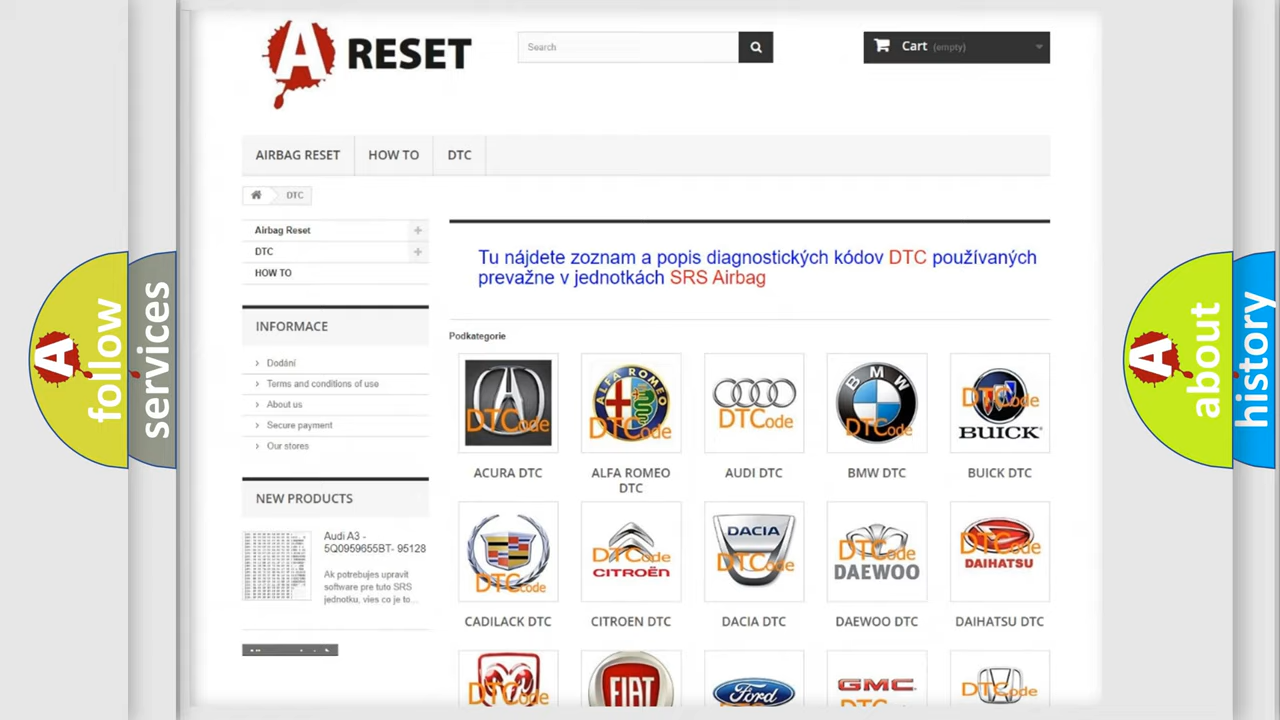 A RESET
Search
Cart (empty)
AIRBAG RESET
HOW TO
DTC
DTC
Airbag Reset
DTC
HOW TO
INFORMACE
Dodání
Terms and conditions of use
About us
Secure payment
Our stores
NEW PRODUCTS
Audi A3 -
5Q0959655BT- 95128
Ak potrebujes upravit
software pre tuto SRS
jednotku, vies co je to...
Tu nájdete zoznam a popis diagnostických kódov DTC používaných
prevažne v jednotkách SRS Airbag
Podkategorie
DTCode
ALFA ROMEO
DTCode
DTCode
BMW
DTCode
DTCode
BUICK
ACURA DTC
ALFA ROMEO
DTC
AUDI DTC
BMW DTC
BUICK DTC
DTCode
DTCode
CITROËN
DACIA
DTCode
DTCode
DAEWOO
DTCode
DAIHATSU
CADILACK DTC
CITROEN DTC
DACIA DTC
DAEWOO DTC
DAIHATSU DTC
DTCode
FIAT
Ford
GMC
DTCode
A follow
services
A about
history